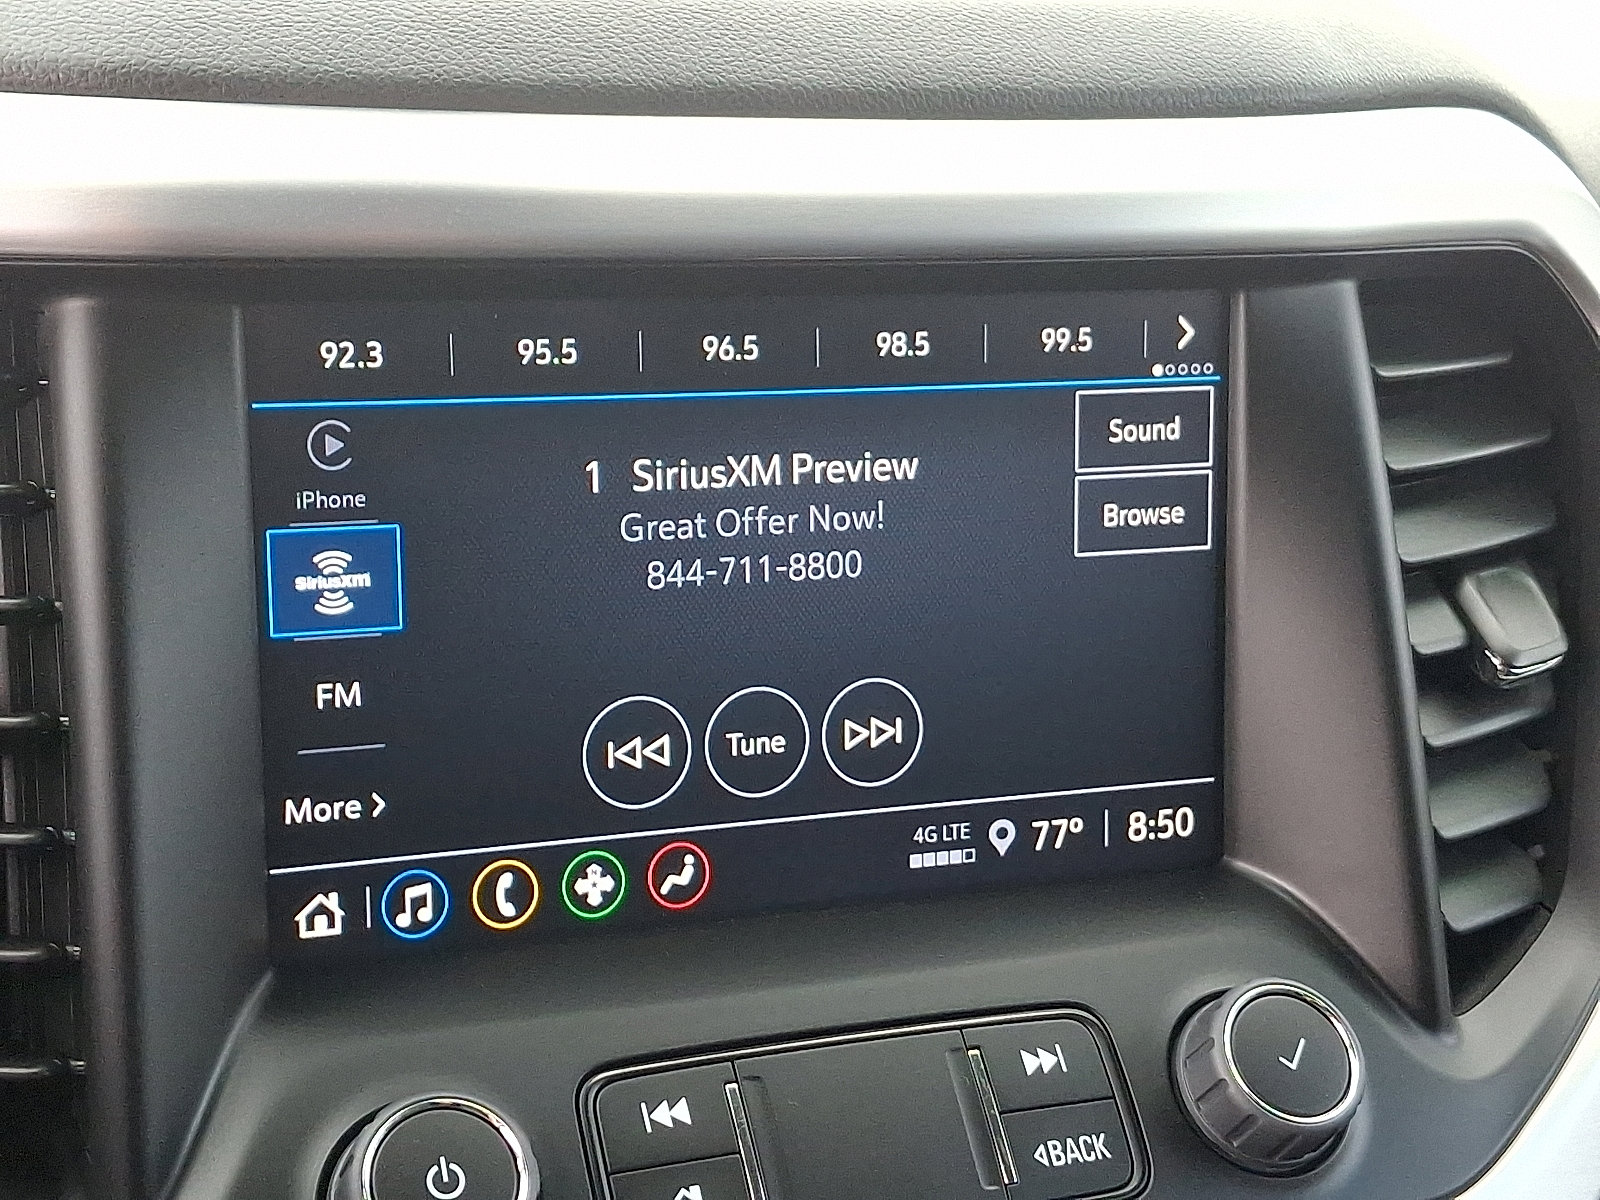 92.3 95.5 96.5 98.5 99.5
iPhone
SiriusXM
FM
More
1 SiriusXM Preview
Great Offer Now!
844-711-8800
Sound
Browse
Tune
4G LTE 77° 8:50
BACK